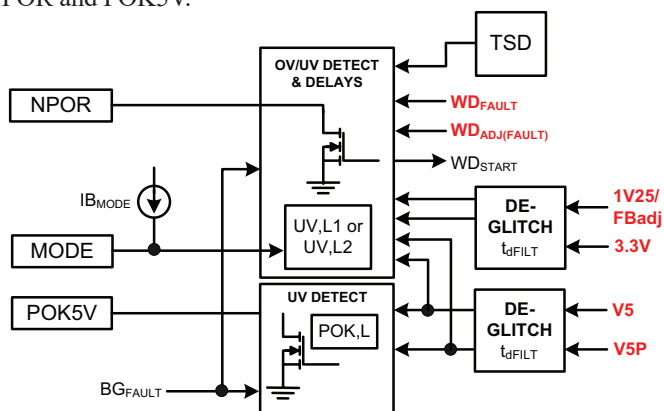 POR and POK5V.
TSD
OV/UV DETECT
& DELAYS
NPOR
WDFAULT
WDADJ(FAULT)
WDSTART
IBMODE
UV,L1 or
UV,L2
DE-
GLITCH
tdFILT
1V25/
FBadj
3.3V
MODE
UV DETECT
POK5V
POK,L
DE-
GLITCH
tdFILT
V5
V5P
BGFAULT